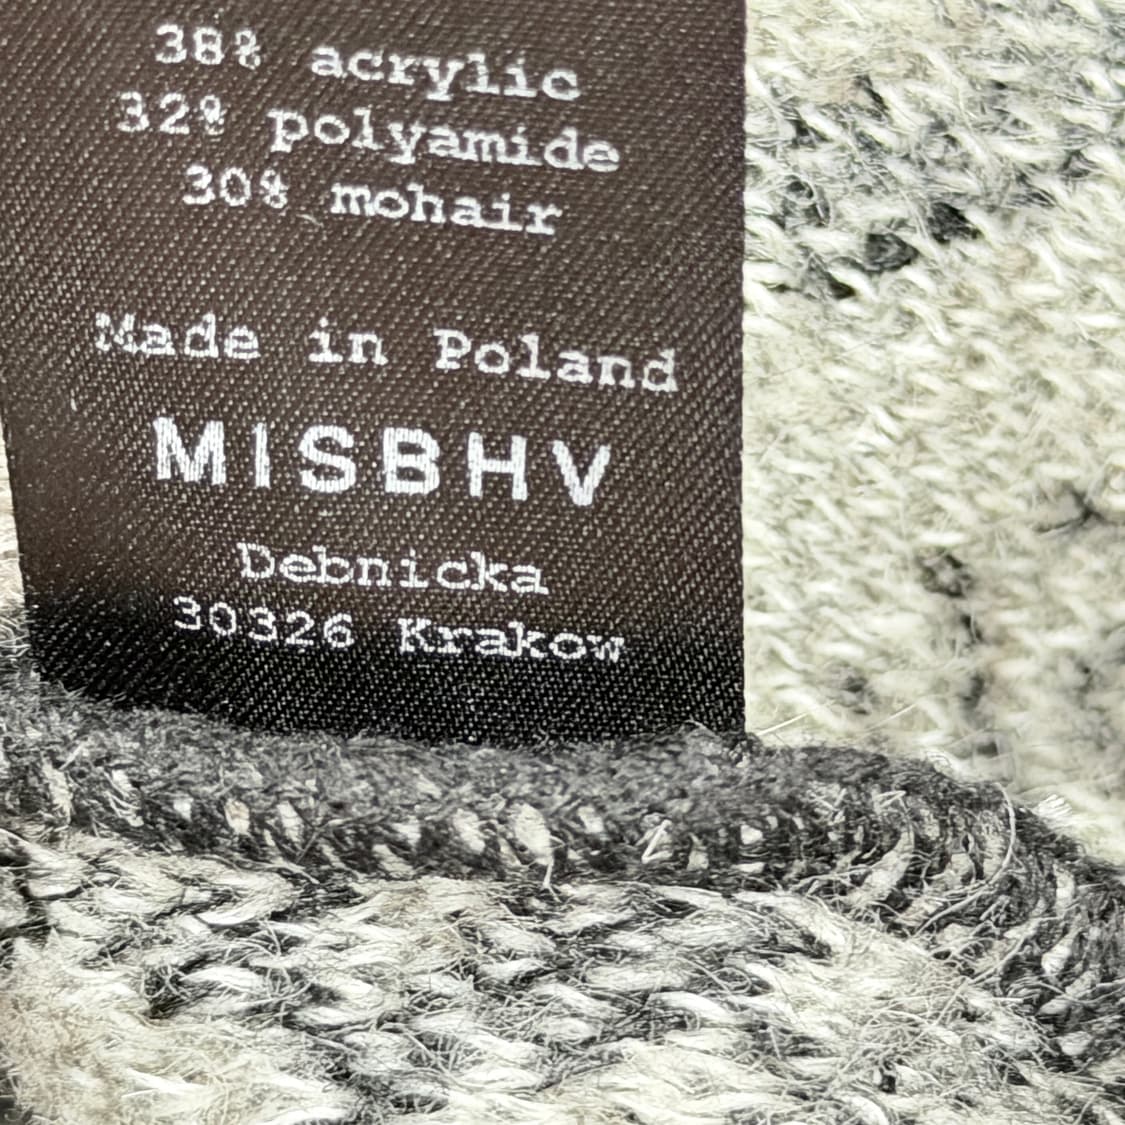 38% acrylic
32% polyamide
30% mohair
Made in Poland
MISBHV
Debnicka
30326 Krakow